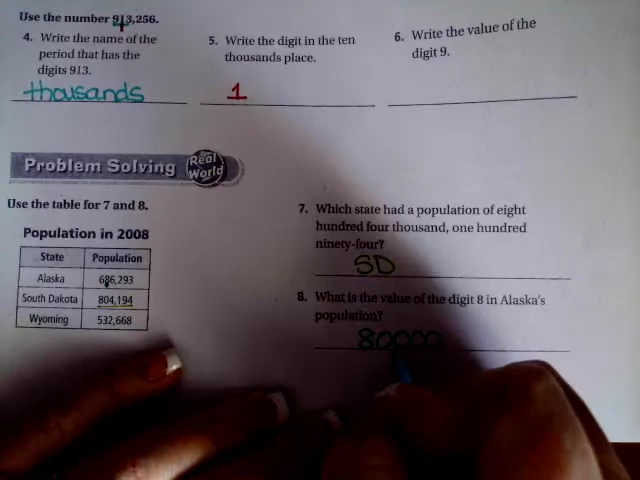 Use the number 913,256.
4. Write the name of the
period that has the
digits 913.
thousands
5. Write the digit in the ten
thousands place.
1
6. Write the value of the
digit 9.
Problem Solving Real World
Use the table for 7 and 8.
Population in 2008
State Population
Alaska 686,293
South Dakota 804,194
Wyoming 532,668
7. Which state had a population of eight
hundred four thousand, one hundred
ninety-four?
SD
8. What is the value of the digit 8 in Alaska's
population?
80000